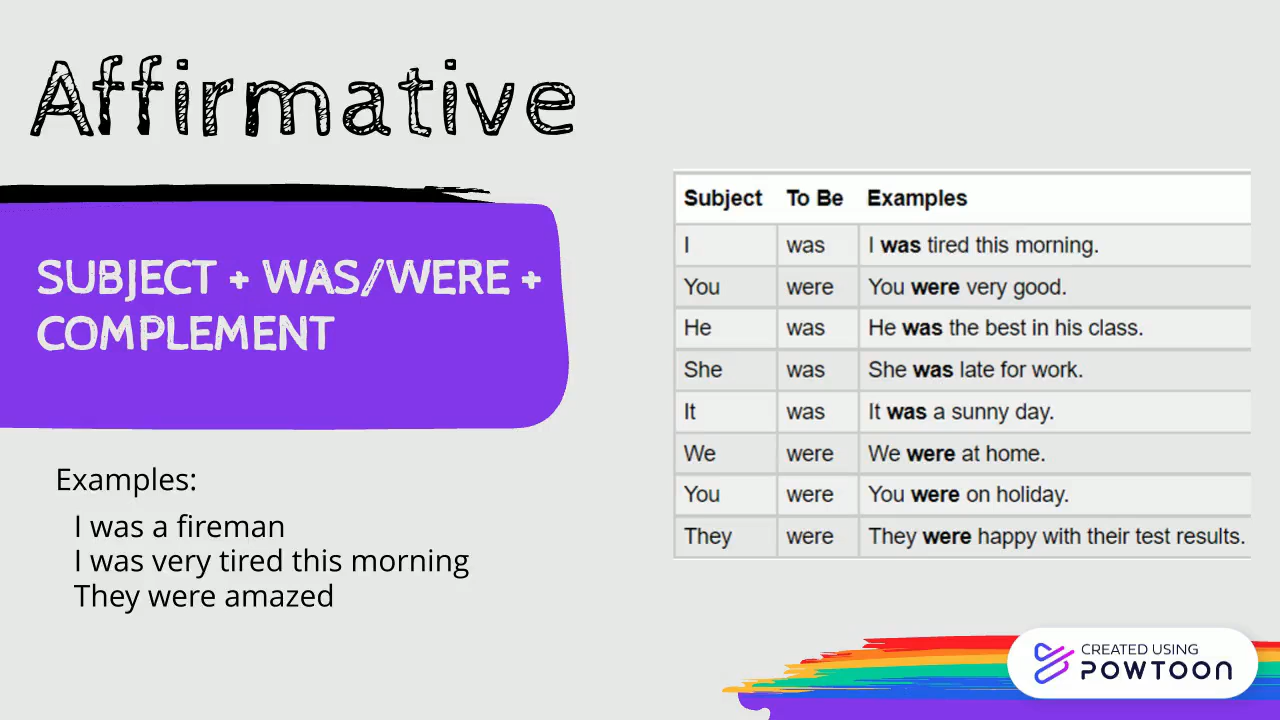 Affirmative
SUBJECT + WAS/WERE +
COMPLEMENT
Examples:
I was a fireman
I was very tired this morning
They were amazed
Subject To Be Examples
I was I was tired this morning.
You were You were very good.
He was He was the best in his class.
She was She was late for work.
It was It was a sunny day.
We were We were at home.
You were You were on holiday.
They were They were happy with their test results.
CREATED USING
POWTOON